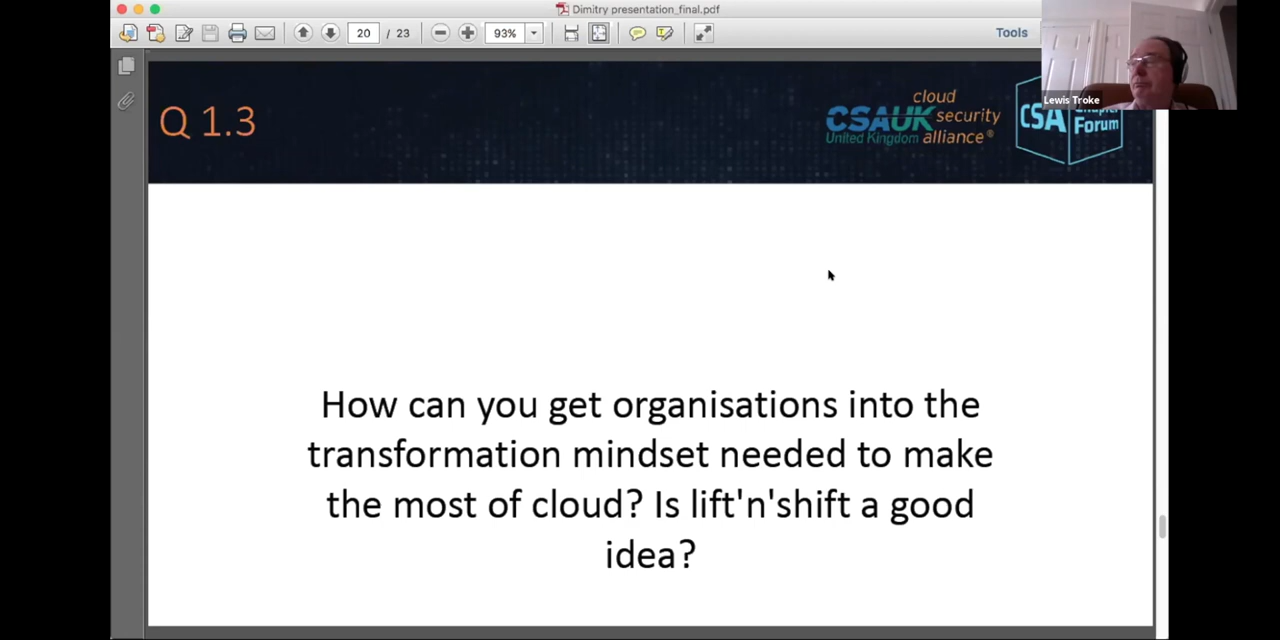 Dimitry presentation_final.pdf
20 / 23
93%
Tools
Lewis Troke
Q 1.3
cloud
CSAUK security
United Kingdom alliance®
CSA
Forum
How can you get organisations into the
transformation mindset needed to make
the most of cloud? Is lift'n'shift a good
idea?